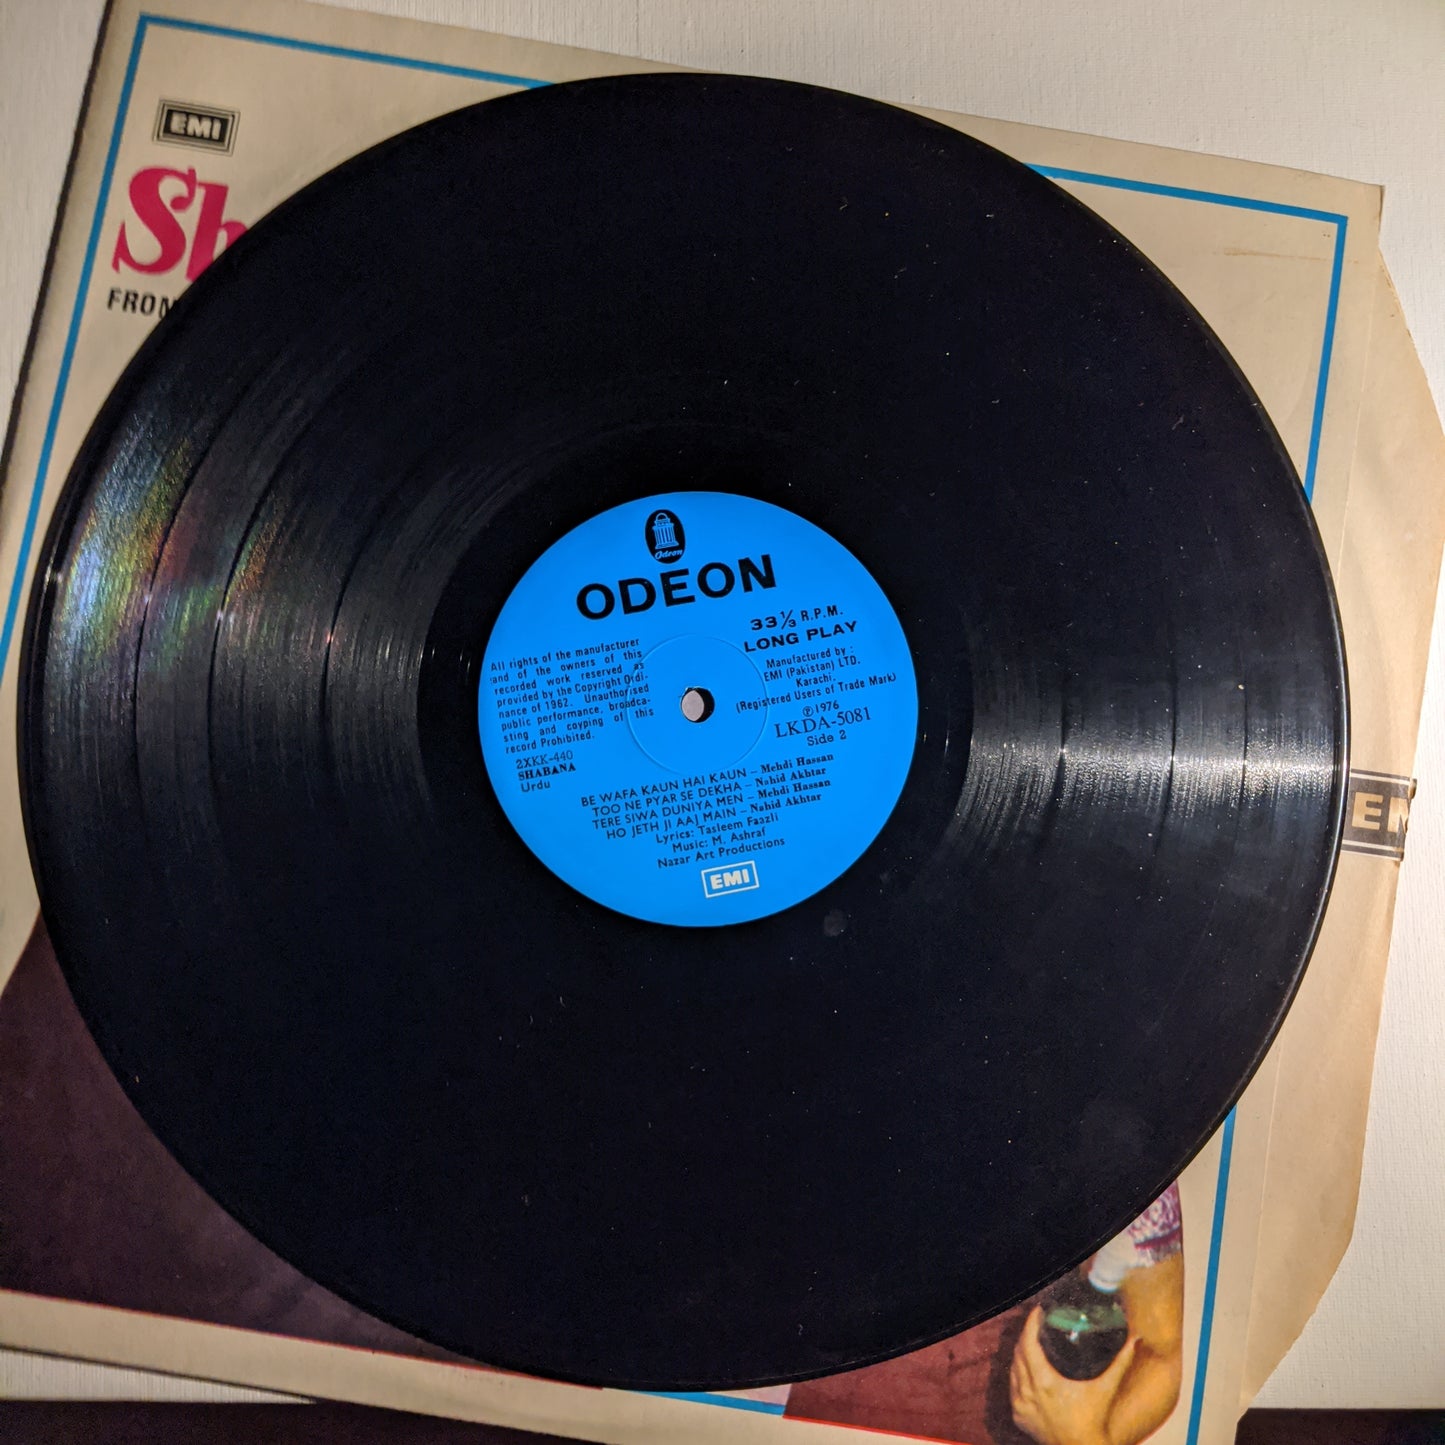 EMI
Sh
FROM
Odeon
ODEON
33⅓ R.P.M.
LONG PLAY
Manufactured by :
EMI (Pakistan) LTD.
Karachi.
(Registered Users of Trade Mark)
℗1976
LKDA-5081
Side 2
All rights of the manufacturer
and of the owners of this
recorded work reserved as
provided by the Copyright Ordi-
nance of 1962. Unauthorised
public performance, broadca-
sting and coyping of this
record Prohibited.
2XKK-440
SHABANA
Urdu
BE WAFA KAUN HAI KAUN – Mehdi Hassan
TOO NE PYAR SE DEKHA – Nahid Akhtar
TERE SIWA DUNIYA MEN – Mehdi Hassan
HO JETH JI AAJ MAIN – Nahid Akhtar
Lyrics: Tasleem Faazli
Music: M. Ashraf
Nazar Art Productions
EMI
EM